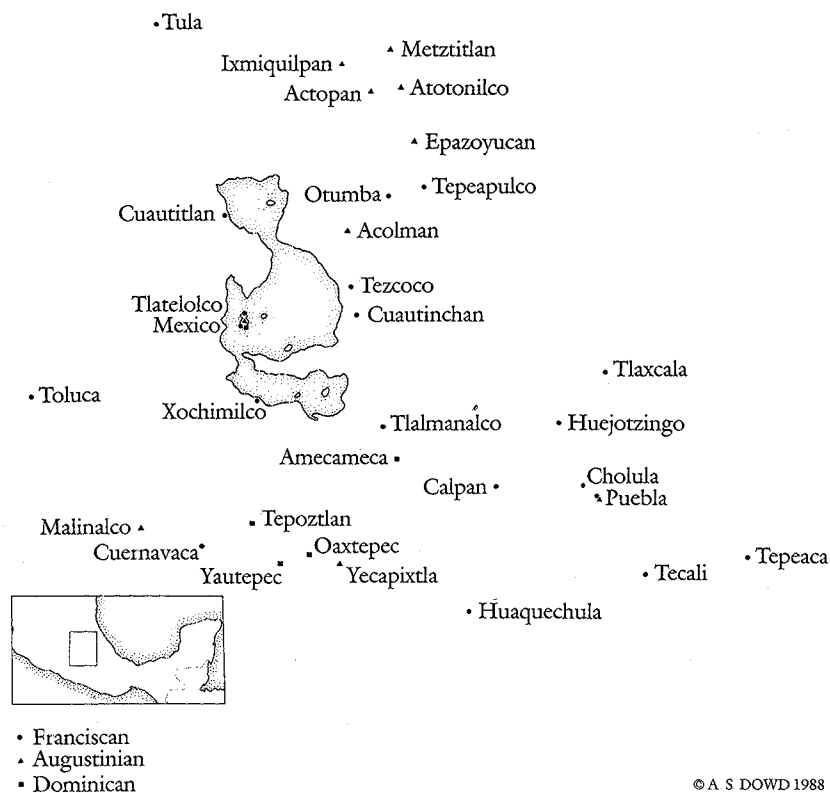 Tula
Metztitlan
Ixmiquilpan
Actopan
Atotonilco
Epazoyucan
Otumba
Tepeapulco
Cuautitlan
Acolman
Tezcoco
Tlatelolco
Mexico
Cuautinchan
Tlaxcala
Toluca
Xochimilco
Tlalmanalco
Huejotzingo
Amecameca
Calpan
Cholula
Puebla
Malinalco
Tepoztlan
Cuernavaca
Oaxtepec
Yautepec
Yecapixtla
Tecali
Tepeaca
Huaquechula
Franciscan
Augustinian
Dominican
© A. S. DOWD 1988